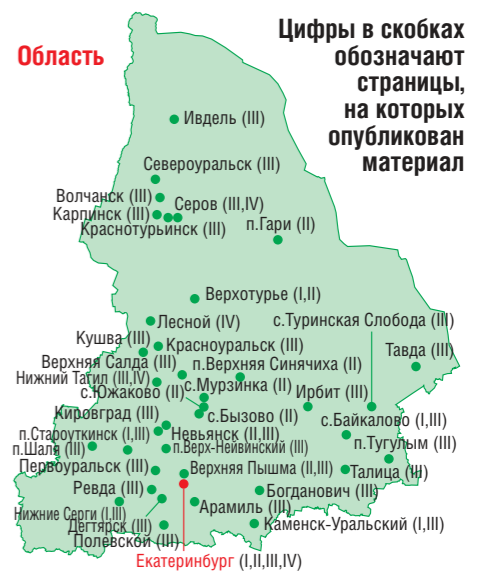 Область
Цифры в скобках
обозначают
страницы,
на которых
опубликован
материал
Ивдель (III)
Североуральск (III)
Волчанск (III)
Карпинск (III)
Серов (III,IV)
Краснотурьинск (III)
п.Гари (II)
Верхотурье (I,II)
Лесной (IV)
с.Туринская Слобода (III)
Кушва (III)
Красноуральск (III)
Тавда (III)
Верхняя Салда (III)
п.Верхняя Синячиха (II)
Нижний Тагил (III,IV)
с.Мурзинка (II)
с.Южаково (II)
Ирбит (III)
Кировград (III)
с.Бызово (II)
с.Байкалово (I,III)
п.Староуткинск (I,III)
Невьянск (II,III)
п.Тугулым (III)
п.Шаля (III)
п.Верх-Нейвинский (III)
Первоуральск (III)
Верхняя Пышма (II,III)
Талица (III)
Ревда (III)
Богданович (III)
Нижние Серги (I,III)
Арамиль (III)
Дегтярск (III)
Каменск-Уральский (I,III)
Полевской (III)
Екатеринбург (I,II,III,IV)